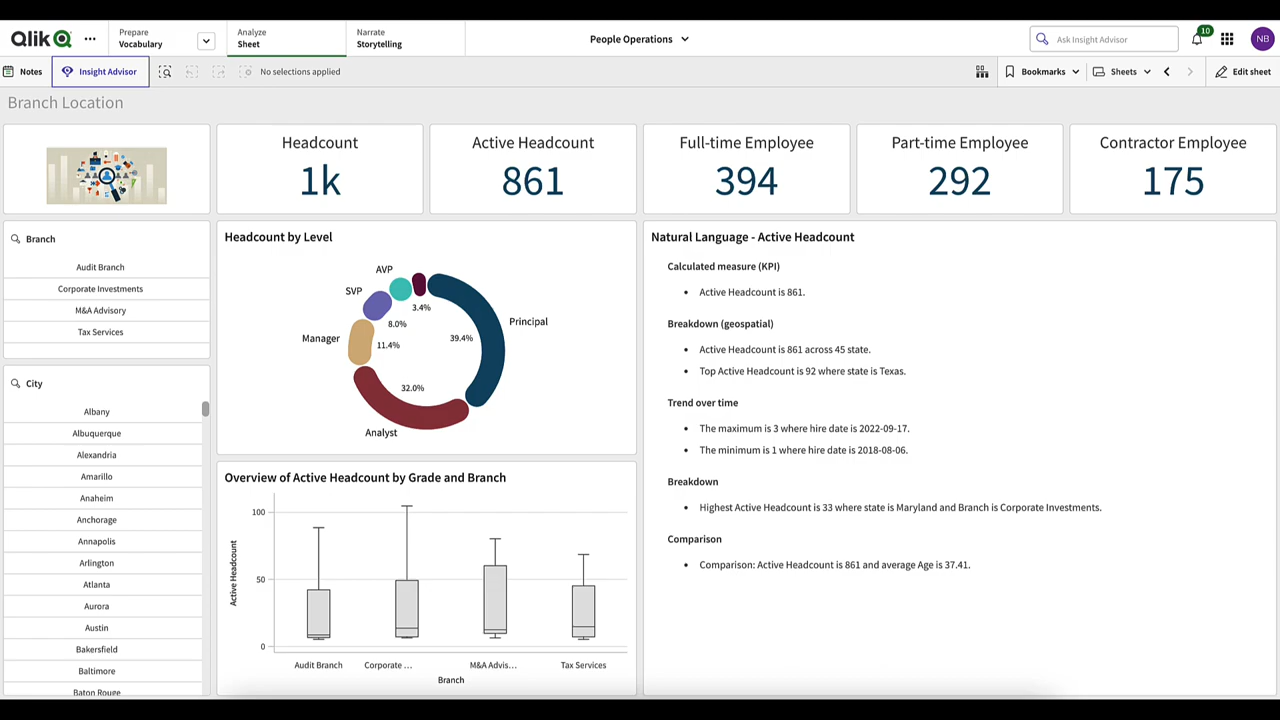 Qlik
Prepare
Vocabulary
Analyze
Sheet
Narrate
Storytelling
People Operations
Ask Insight Advisor
10
NB
Notes
Insight Advisor
No selections applied
Bookmarks
Sheets
Edit sheet
Branch Location
Headcount
1k
Active Headcount
861
Full-time Employee
394
Part-time Employee
292
Contractor Employee
175
Branch
Audit Branch
Corporate Investments
M&A Advisory
Tax Services
City
Albany
Albuquerque
Alexandria
Amarillo
Anaheim
Anchorage
Annapolis
Arlington
Atlanta
Aurora
Austin
Bakersfield
Baltimore
Baton Rouge
Headcount by Level
AVP
SVP
3.4%
8.0%
Manager
11.4%
Principal
39.4%
32.0%
Analyst
Overview of Active Headcount by Grade and Branch
Active Headcount
100
50
0
Audit Branch
Corporate ...
M&A Advis...
Tax Services
Branch
Natural Language - Active Headcount
Calculated measure (KPI)
• Active Headcount is 861.
Breakdown (geospatial)
• Active Headcount is 861 across 45 state.
• Top Active Headcount is 92 where state is Texas.
Trend over time
• The maximum is 3 where hire date is 2022-09-17.
• The minimum is 1 where hire date is 2018-08-06.
Breakdown
• Highest Active Headcount is 33 where state is Maryland and Branch is Corporate Investments.
Comparison
• Comparison: Active Headcount is 861 and average Age is 37.41.